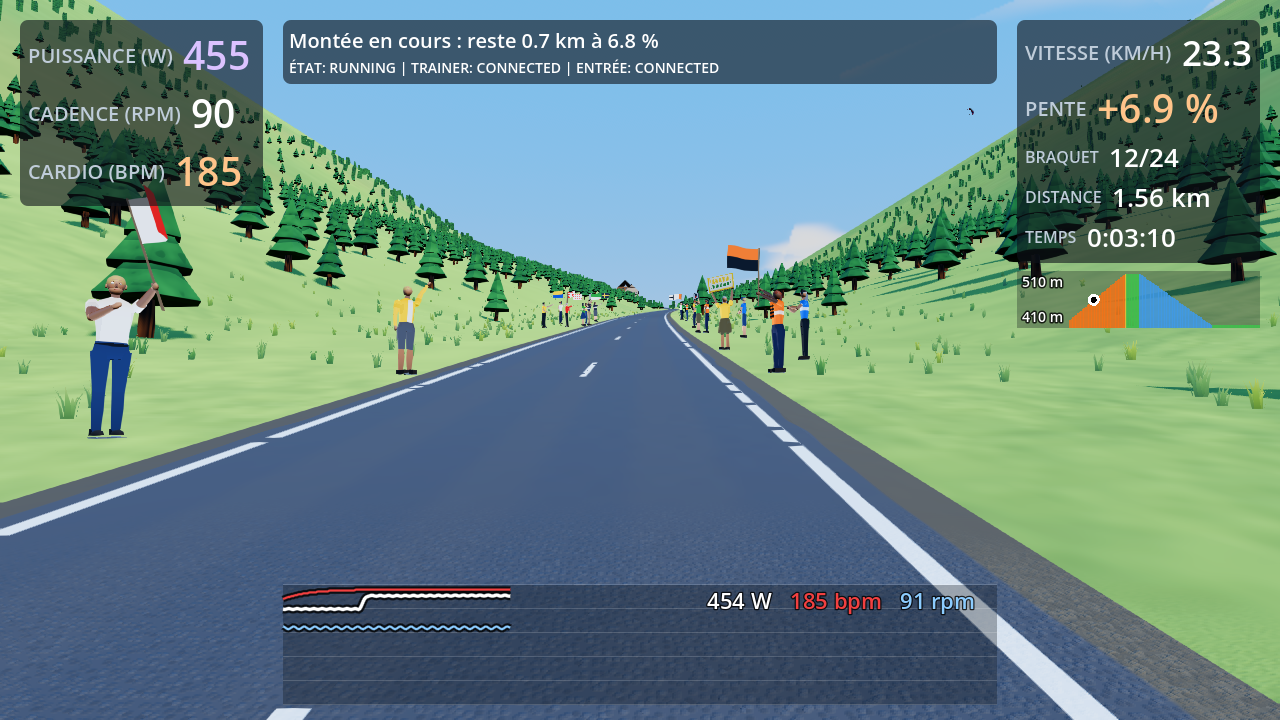 PUISSANCE (W) 455
CADENCE (RPM) 90
CARDIO (BPM) 185
Montée en cours : reste 0.7 km à 6.8 %
ÉTAT: RUNNING | TRAINER: CONNECTED | ENTRÉE: CONNECTED
VITESSE (KM/H) 23.3
PENTE +6.9 %
BRAQUET 12/24
DISTANCE 1.56 km
TEMPS 0:03:10
510 m
410 m
454 W 185 bpm 91 rpm